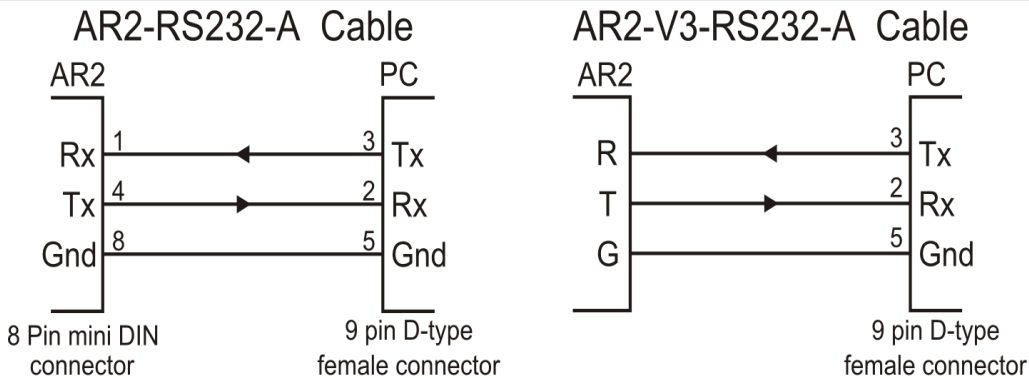 AR2-RS232-A Cable
AR2 PC
Rx 1 3 Tx
Tx 4 2 Rx
Gnd 8 5 Gnd
8 Pin mini DIN
connector
9 pin D-type
female connector
AR2-V3-RS232-A Cable
AR2 PC
R 3 Tx
T 2 Rx
G 5 Gnd
9 pin D-type
female connector